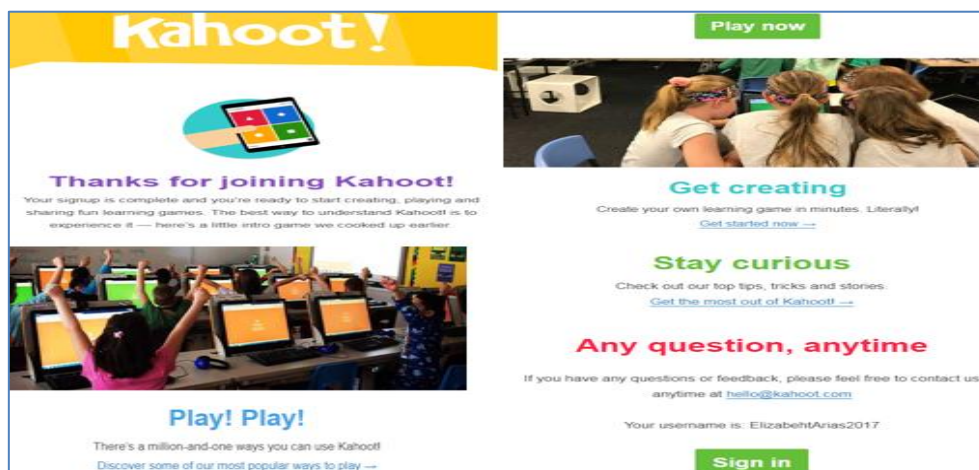 Kahoot!
Thanks for joining Kahoot!
Your signup is complete and you're ready to start creating, playing and
sharing fun learning games. The best way to understand Kahoot! is to
experience it — here's a little intro game we cooked up earlier.
Play! Play!
There's a million-and-one ways you can use Kahoot!
Discover some of our most popular ways to play →
Play now
Get creating
Create your own learning game in minutes. Literally!
Get started now →
Stay curious
Check out our top tips, tricks and stories.
Get the most out of Kahoot! →
Any question, anytime
If you have any questions or feedback, please feel free to contact us
anytime at hello@kahoot.com
Your username is: ElizabehtArias2017
Sign in